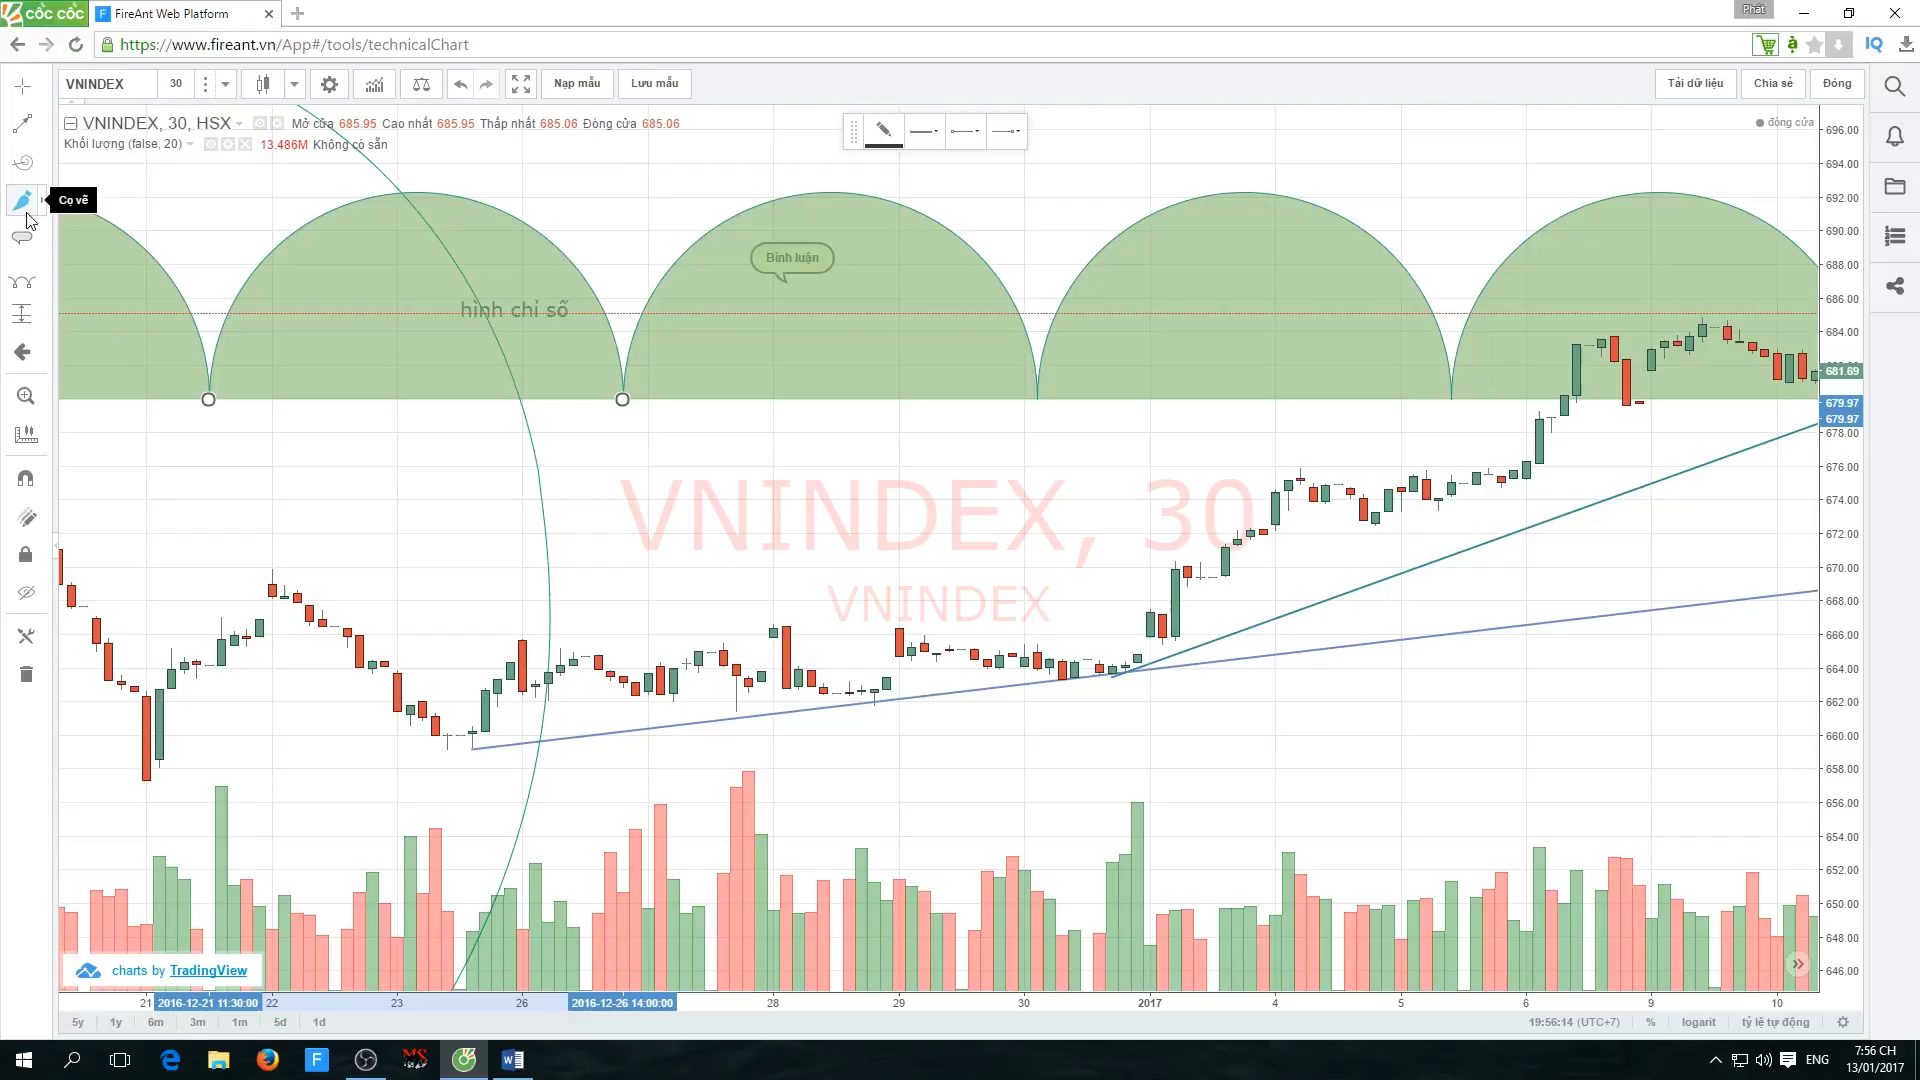 CỐC CỐC
FireAnt Web Platform
Phát
https://www.fireant.vn/App#/tools/technicalChart
VNINDEX
30
Nạp mẫu
Lưu mẫu
Tải dữ liệu
Chia sẻ
Đóng
VNINDEX, 30, HSX
Mở cửa 685.95 Cao nhất 685.95 Thấp nhất 685.06 Đóng cửa 685.06
Khối lượng (false, 20)
13.486M Không có sẵn
đóng cửa
Cọ vẽ
Bình luận
hình chỉ số
VNINDEX, 30
VNINDEX
696.00
694.00
692.00
690.00
688.00
686.00
684.00
681.69
679.97
679.97
678.00
676.00
674.00
672.00
670.00
668.00
666.00
664.00
662.00
660.00
658.00
656.00
654.00
652.00
650.00
648.00
646.00
charts by TradingView
21 2016-12-21 11:30:00 22 23 26 2016-12-26 14:00:00 28 29 30 2017 4 5 6 9 10
5y 1y 6m 3m 1m 5d 1d
19:56:14 (UTC+7) % logarit tỷ lệ tự động
ENG
7:56 CH
13/01/2017